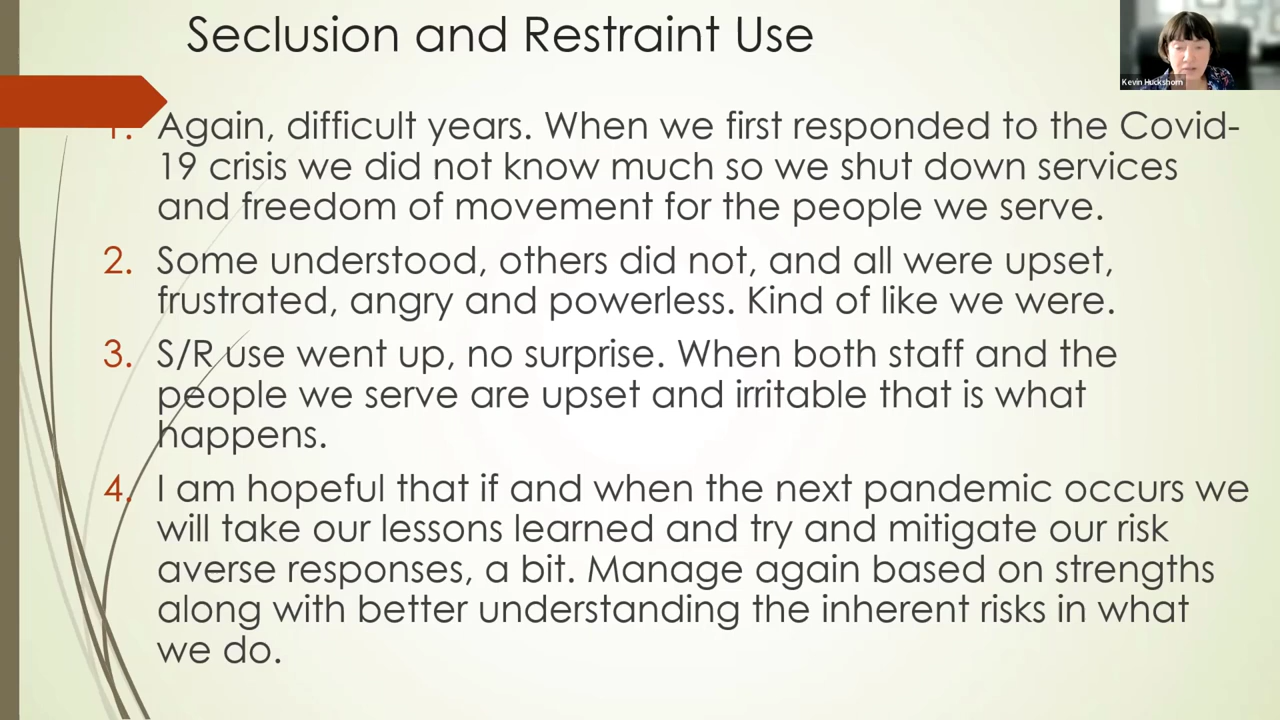 Seclusion and Restraint Use
Kevin Huckshorn
1. Again, difficult years. When we first responded to the Covid-
19 crisis we did not know much so we shut down services
and freedom of movement for the people we serve.
2. Some understood, others did not, and all were upset,
frustrated, angry and powerless. Kind of like we were.
3. S/R use went up, no surprise. When both staff and the
people we serve are upset and irritable that is what
happens.
4. I am hopeful that if and when the next pandemic occurs we
will take our lessons learned and try and mitigate our risk
averse responses, a bit. Manage again based on strengths
along with better understanding the inherent risks in what
we do.